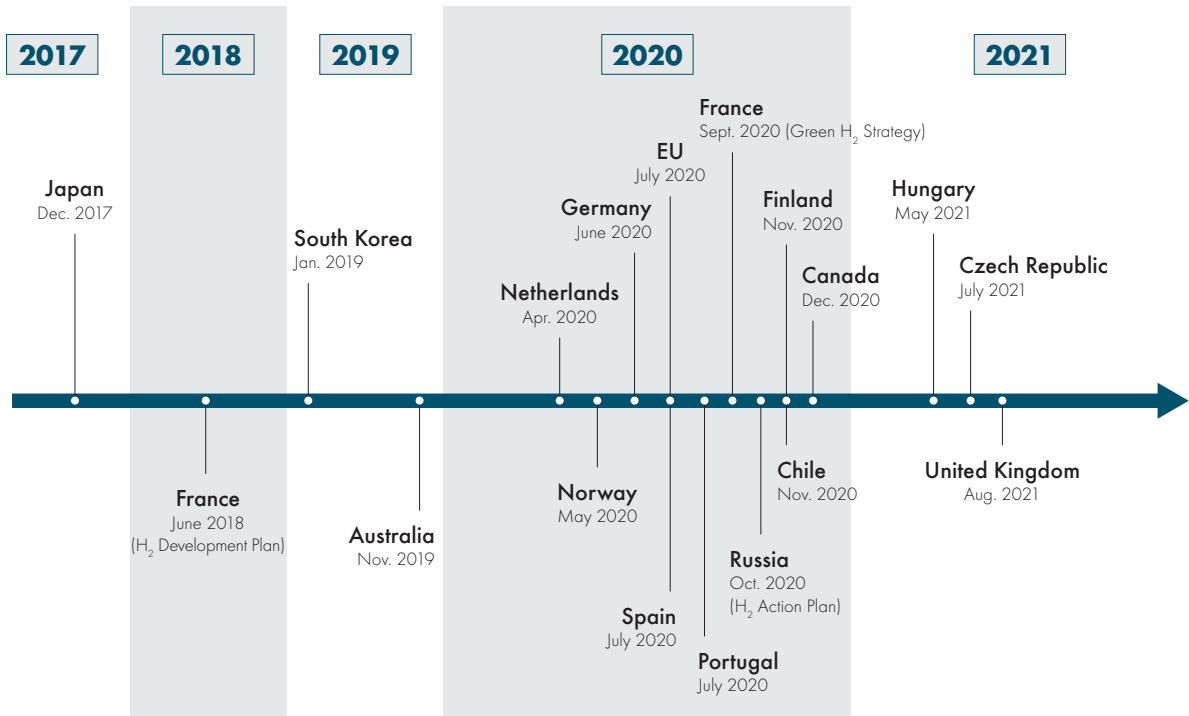 2017
2018
2019
2020
2021
Japan
Dec. 2017
France
June 2018
(H₂ Development Plan)
South Korea
Jan. 2019
Australia
Nov. 2019
Netherlands
Apr. 2020
Norway
May 2020
Germany
June 2020
EU
July 2020
Spain
July 2020
Portugal
July 2020
France
Sept. 2020 (Green H₂ Strategy)
Russia
Oct. 2020
(H₂ Action Plan)
Finland
Nov. 2020
Chile
Nov. 2020
Canada
Dec. 2020
Hungary
May 2021
Czech Republic
July 2021
United Kingdom
Aug. 2021